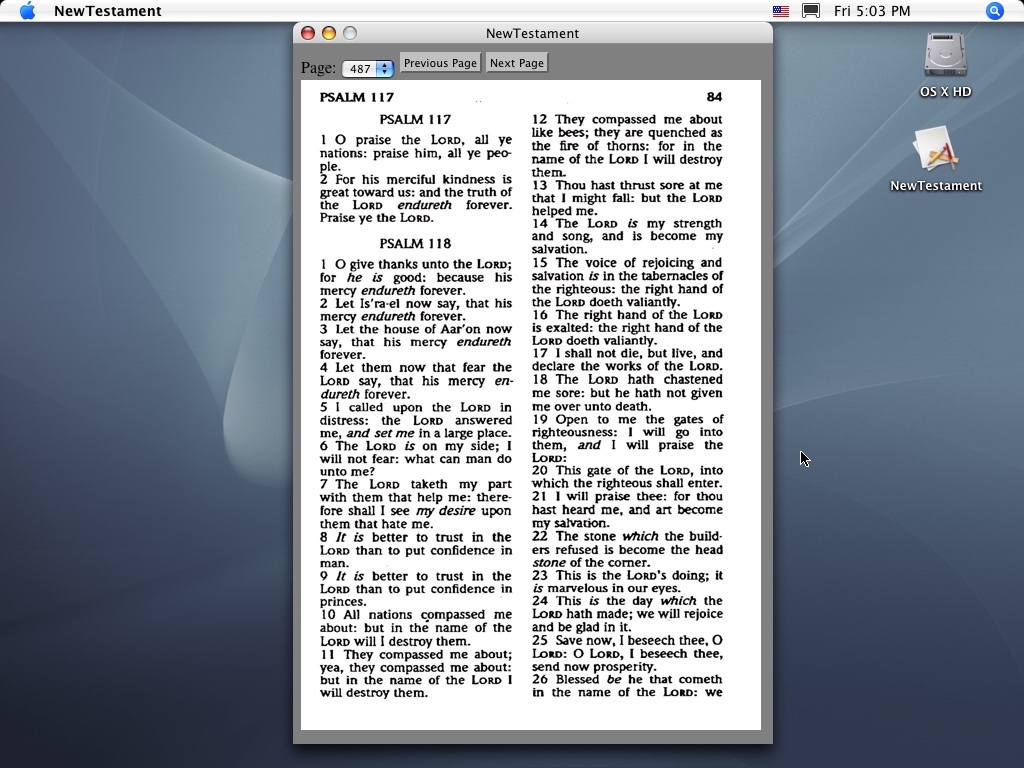 NewTestament
Fri 5:03 PM
NewTestament
Page: 487 Previous Page Next Page
PSALM 117 84
PSALM 117
1 O praise the LORD, all ye
nations: praise him, all ye peo-
ple.
2 For his merciful kindness is
great toward us: and the truth of
the LORD endureth forever.
Praise ye the LORD.
PSALM 118
1 O give thanks unto the LORD;
for he is good: because his
mercy endureth forever.
2 Let Is'ra-el now say, that his
mercy endureth forever.
3 Let the house of Aar'on now
say, that his mercy endureth
forever.
4 Let them now that fear the
LORD say, that his mercy en-
dureth forever.
5 I called upon the LORD in
distress: the LORD answered
me, and set me in a large place.
6 The LORD is on my side; I
will not fear: what can man do
unto me?
7 The LORD taketh my part
with them that help me: there-
fore shall I see my desire upon
them that hate me.
8 It is better to trust in the
LORD than to put confidence in
man.
9 It is better to trust in the
LORD than to put confidence in
princes.
10 All nations compassed me
about: but in the name of the
LORD will I destroy them.
11 They compassed me about;
yea, they compassed me about:
but in the name of the LORD I
will destroy them.
12 They compassed me about
like bees; they are quenched as
the fire of thorns: for in the
name of the LORD I will destroy
them.
13 Thou hast thrust sore at me
that I might fall: but the LORD
helped me.
14 The LORD is my strength
and song, and is become my
salvation.
15 The voice of rejoicing and
salvation is in the tabernacles of
the righteous: the right hand of
the LORD doeth valiantly.
16 The right hand of the LORD
is exalted: the right hand of the
LORD doeth valiantly.
17 I shall not die, but live, and
declare the works of the LORD.
18 The LORD hath chastened
me sore: but he hath not given
me over unto death.
19 Open to me the gates of
righteousness: I will go into
them, and I will praise the
LORD:
20 This gate of the LORD, into
which the righteous shall enter.
21 I will praise thee: for thou
hast heard me, and art become
my salvation.
22 The stone which the build-
ers refused is become the head
stone of the corner.
23 This is the LORD's doing; it
is marvelous in our eyes.
24 This is the day which the
LORD hath made; we will rejoice
and be glad in it.
25 Save now, I beseech thee, O
LORD: O LORD, I beseech thee,
send now prosperity.
26 Blessed be he that cometh
in the name of the LORD: we
OS X HD
NewTestament